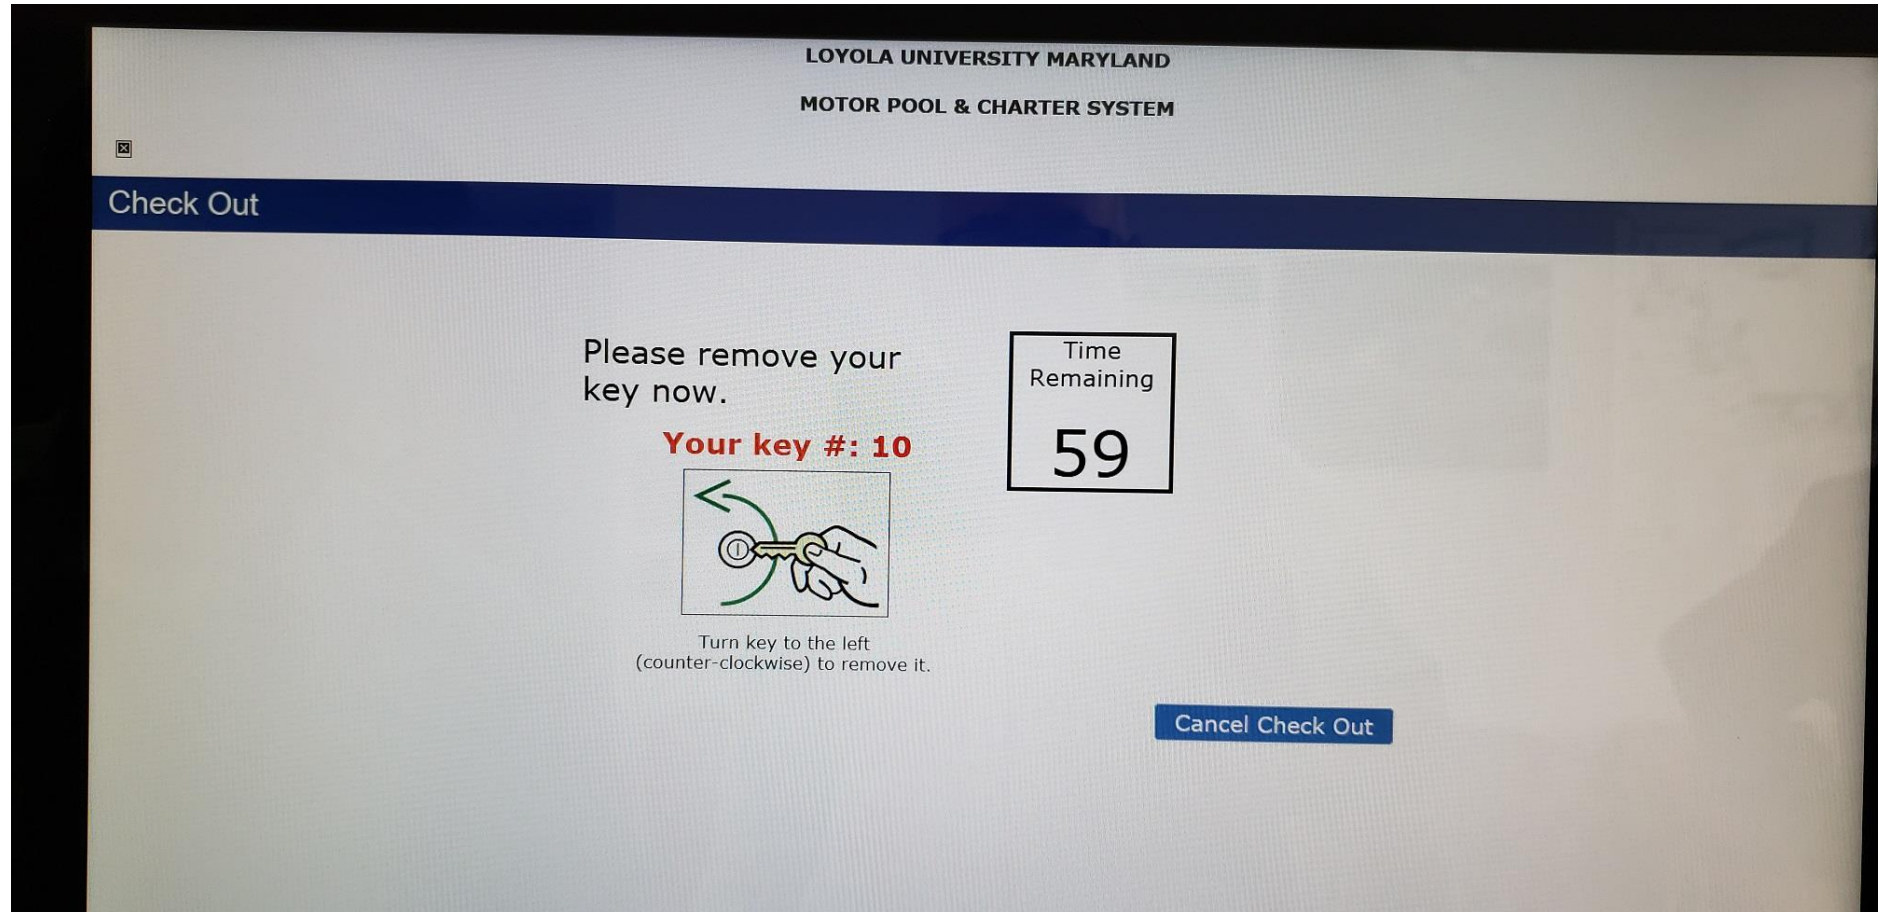 LOYOLA UNIVERSITY MARYLAND
MOTOR POOL & CHARTER SYSTEM
Check Out
Please remove your
key now.
Your key #: 10
Time
Remaining
59
Turn key to the left
(counter-clockwise) to remove it.
Cancel Check Out